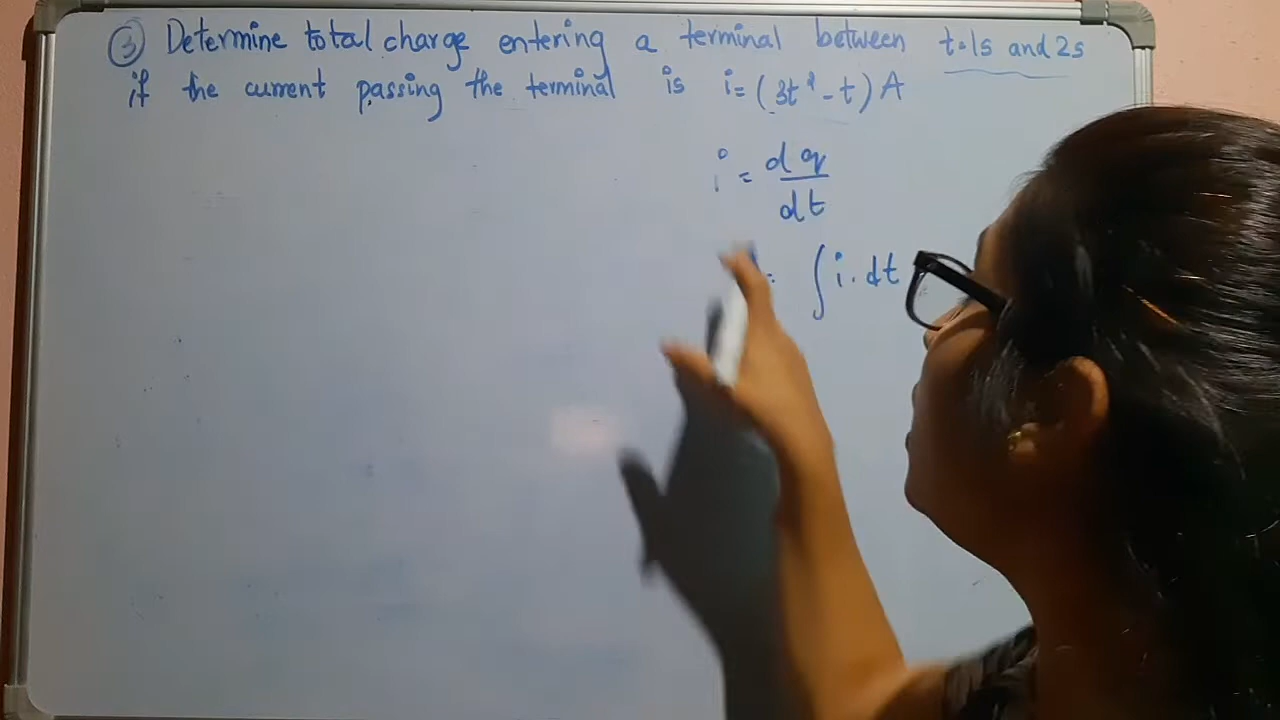 ③ Determine total charge entering a terminal between t=1s and 2s
if the current passing the terminal is i=(3t²-t)A
i = dq/dt
= ∫i.dt